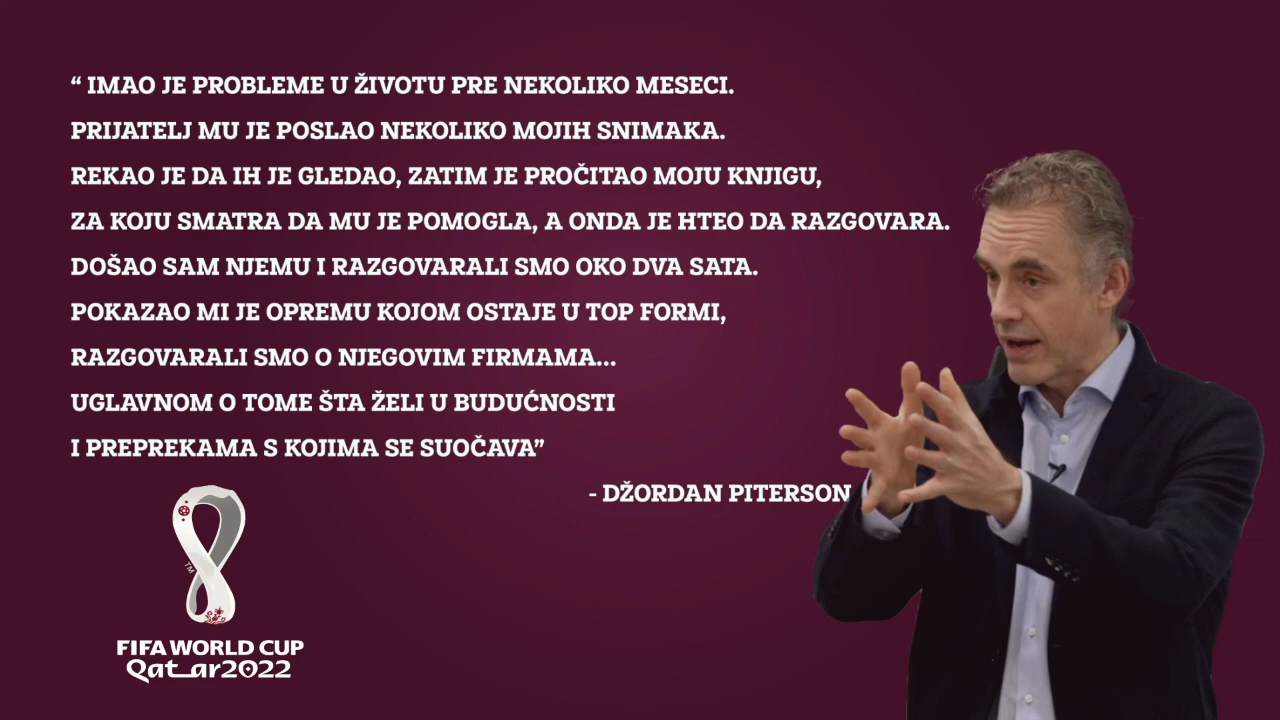 “ IMAO JE PROBLEME U ŽIVOTU PRE NEKOLIKO MESECI.
PRIJATELJ MU JE POSLAO NEKOLIKO MOJIH SNIMAKA.
REKAO JE DA IH JE GLEDAO, ZATIM JE PROČITAO MOJU KNJIGU,
ZA KOJU SMATRA DA MU JE POMOGLA, A ONDA JE HTEO DA RAZGOVARA.
DOŠAO SAM NJEMU I RAZGOVARALI SMO OKO DVA SATA.
POKAZAO MI JE OPREMU KOJOM OSTAJE U TOP FORMI,
RAZGOVARALI SMO O NJEGOVIM FIRMAMA...
UGLAVNOM O TOME ŠTA ŽELI U BUDUĆNOSTI
I PREPREKAMA S KOJIMA SE SUOČAVA”
- DŽORDAN PITERSON
TM
FIFA WORLD CUP
Qatar2022